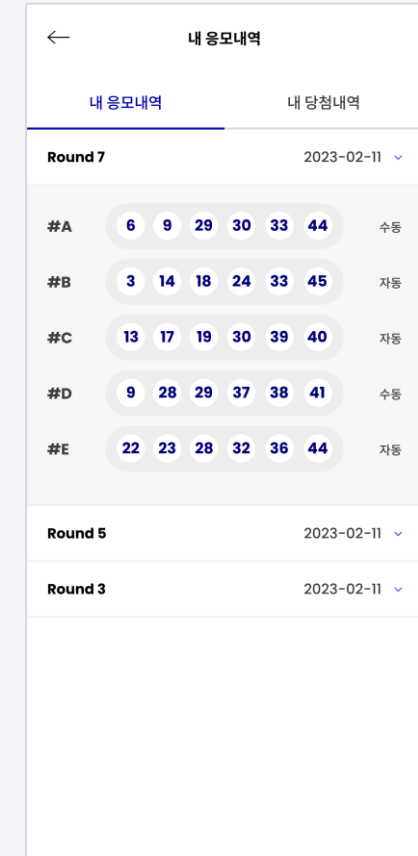 내 응모내역
내 응모내역 내 당첨내역
Round 7 2023-02-11
#A 6 9 29 30 33 44 수동
#B 3 14 18 24 33 45 자동
#C 13 17 19 30 39 40 자동
#D 9 28 29 37 38 41 수동
#E 22 23 28 32 36 44 자동
Round 5 2023-02-11
Round 3 2023-02-11